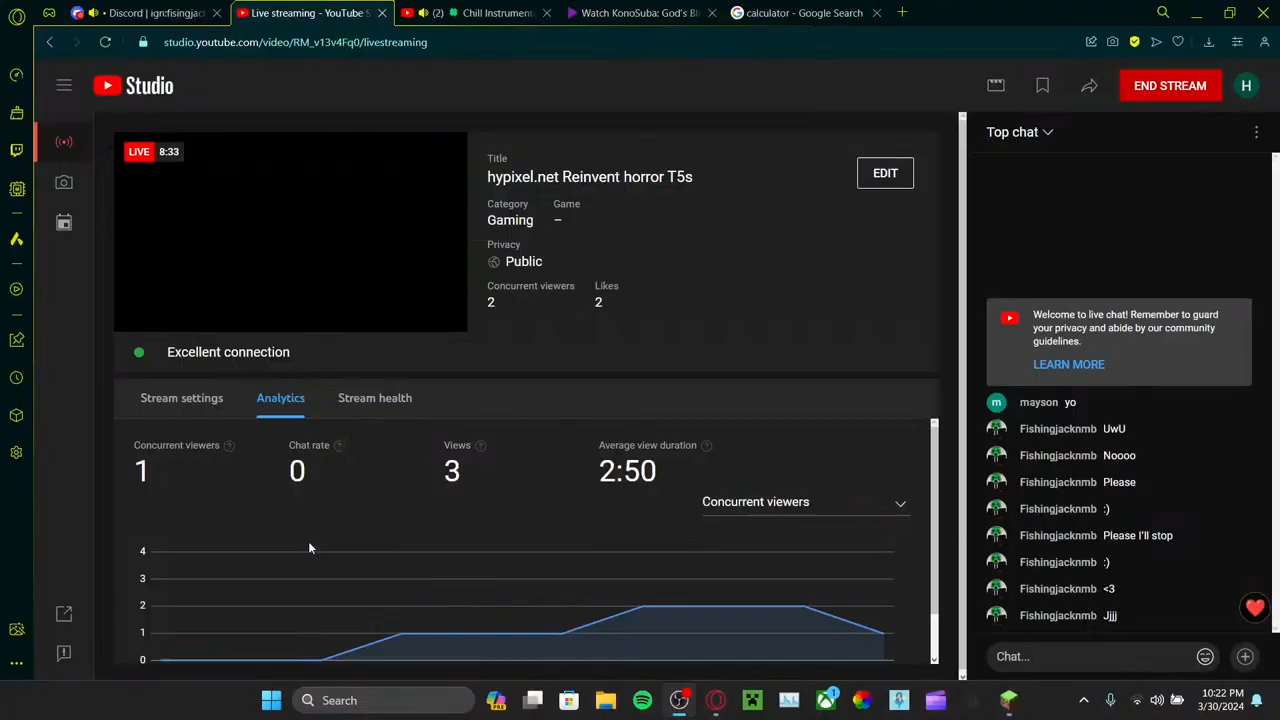 Discord | ign:fisingjac
Live streaming - YouTube S
(2) 🍀 Chill Instrument
Watch KonoSuba: God's Bl
calculator - Google Search
studio.youtube.com/video/RM_v13v4Fq0/livestreaming
Studio
END STREAM
H
LIVE 8:33
Title
hypixel.net Reinvent horror T5s
EDIT
Category Game
Gaming –
Privacy
Public
Concurrent viewers Likes
2 2
Excellent connection
Stream settings Analytics Stream health
Concurrent viewers Chat rate Views Average view duration
1 0 3 2:50
Concurrent viewers
4
3
2
1
0
Top chat
Welcome to live chat! Remember to guard
your privacy and abide by our community
guidelines.
LEARN MORE
m mayson yo
Fishingjacknmb UwU
Fishingjacknmb Noooo
Fishingjacknmb Please
Fishingjacknmb :)
Fishingjacknmb Please I'll stop
Fishingjacknmb :)
Fishingjacknmb <3
Fishingjacknmb Jjjj
Chat...
Search
1
10:22 PM
3/30/2024